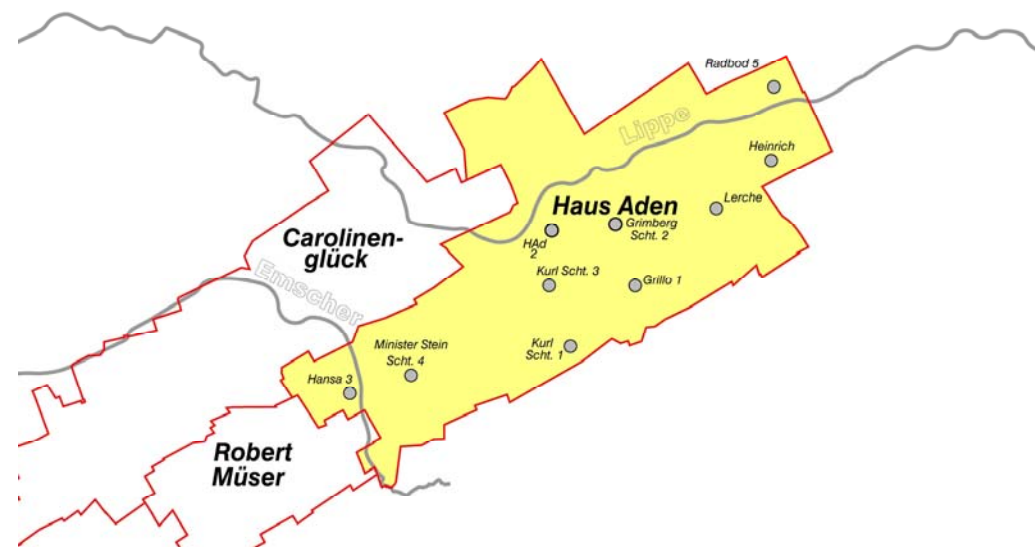 Radbod 5
Lippe
Heinrich
Lerche
Haus Aden
Grimberg
Scht. 2
HAd
2
Carolinen-
glück
Emscher
Kurl Scht. 3
Grillo 1
Minister Stein
Scht. 4
Kurl
Scht. 1
Hansa 3
Robert
Müser